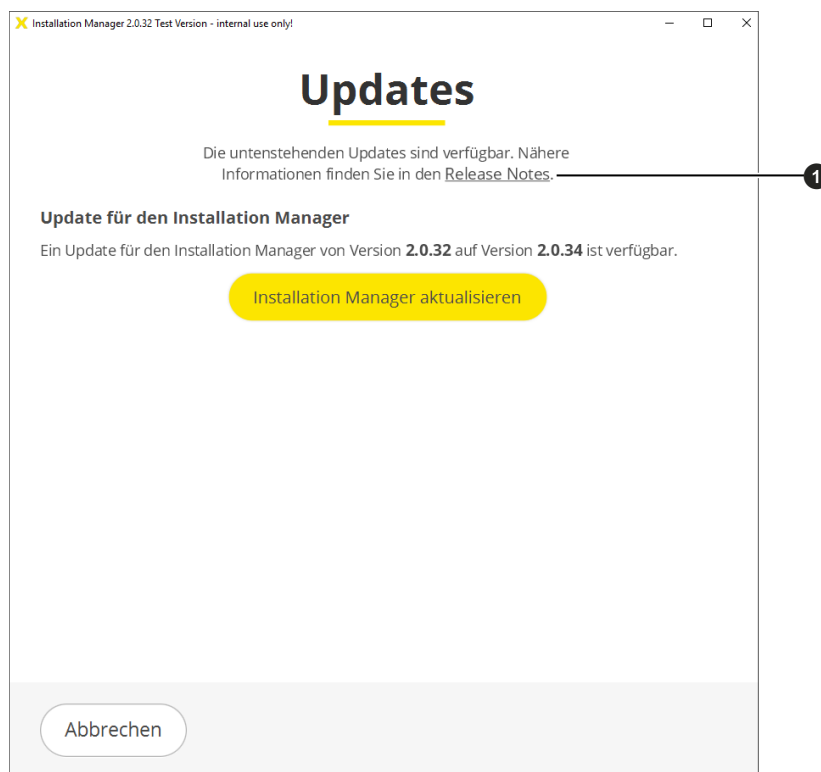 Installation Manager 2.0.32 Test Version - internal use only!
Updates
Die untenstehenden Updates sind verfügbar. Nähere
Informationen finden Sie in den Release Notes.
1
Update für den Installation Manager
Ein Update für den Installation Manager von Version 2.0.32 auf Version 2.0.34 ist verfügbar.
Installation Manager aktualisieren
Abbrechen